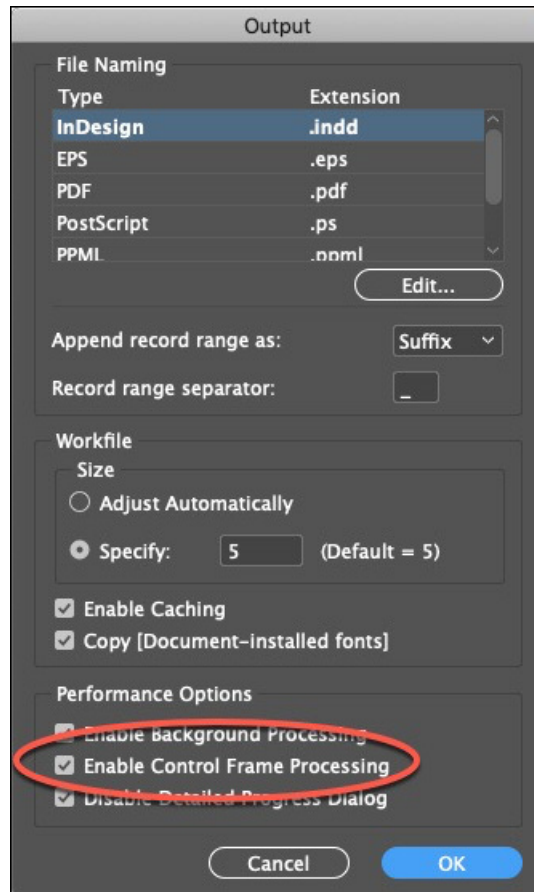 Output
File Naming
Type Extension
InDesign .indd
EPS .eps
PDF .pdf
PostScript .ps
PPML .ppml
Edit...
Append record range as: Suffix
Record range separator: _
Workfile
Size
Adjust Automatically
Specify: 5 (Default = 5)
Enable Caching
Copy [Document-installed fonts]
Performance Options
Enable Background Processing
Enable Control Frame Processing
Disable Detailed Progress Dialog
Cancel OK